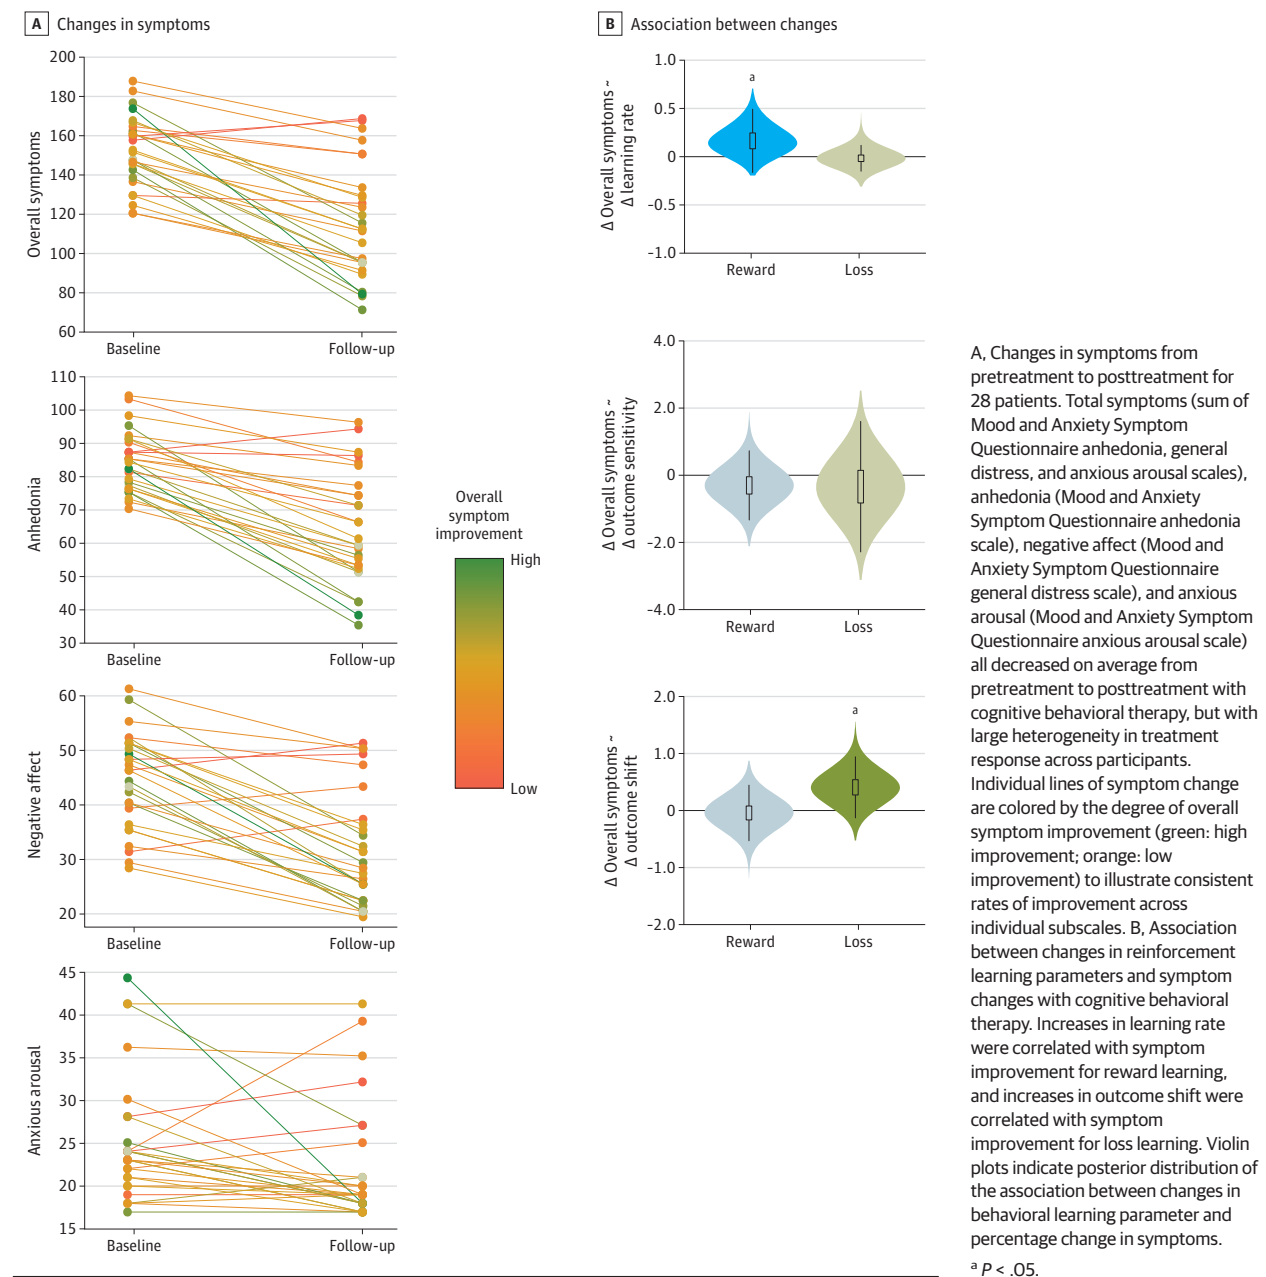 A Changes in symptoms
200
180
160
140
120
100
80
60
Overall symptoms
Baseline
Follow-up
110
100
90
80
70
60
50
40
30
Anhedonia
Baseline
Follow-up
60
50
40
30
20
Negative affect
Baseline
Follow-up
45
40
35
30
25
20
15
Anxious arousal
Baseline
Follow-up
Overall
symptom
improvement
High
Low
B Association between changes
1.0
0.5
0
-0.5
-1.0
Δ Overall symptoms ~
Δ learning rate
a
Reward
Loss
4.0
2.0
0
-2.0
-4.0
Δ Overall symptoms ~
Δ outcome sensitivity
Reward
Loss
2.0
1.0
0
-1.0
-2.0
Δ Overall symptoms ~
Δ outcome shift
a
Reward
Loss
A, Changes in symptoms from
pretreatment to posttreatment for
28 patients. Total symptoms (sum of
Mood and Anxiety Symptom
Questionnaire anhedonia, general
distress, and anxious arousal scales),
anhedonia (Mood and Anxiety
Symptom Questionnaire anhedonia
scale), negative affect (Mood and
Anxiety Symptom Questionnaire
general distress scale), and anxious
arousal (Mood and Anxiety Symptom
Questionnaire anxious arousal scale)
all decreased on average from
pretreatment to posttreatment with
cognitive behavioral therapy, but with
large heterogeneity in treatment
response across participants.
Individual lines of symptom change
are colored by the degree of overall
symptom improvement (green: high
improvement; orange: low
improvement) to illustrate consistent
rates of improvement across
individual subscales. B, Association
between changes in reinforcement
learning parameters and symptom
changes with cognitive behavioral
therapy. Increases in learning rate
were correlated with symptom
improvement for reward learning,
and increases in outcome shift were
correlated with symptom
improvement for loss learning. Violin
plots indicate posterior distribution of
the association between changes in
behavioral learning parameter and
percentage change in symptoms.
a P < .05.